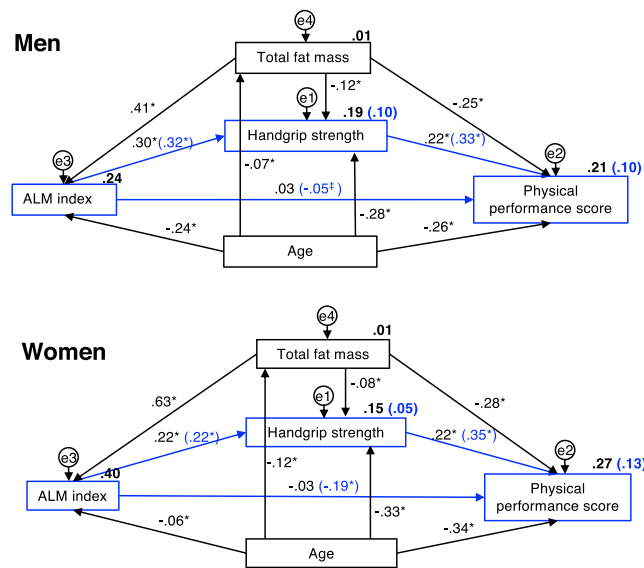 Men
e4
.01
Total fat mass
-.12*
.41*
-.25*
e1
.19 (.10)
Handgrip strength
.30*(.32*)
.22*(.33*)
e3
.24
-.07*
e2
.21 (.10)
ALM index
.03 (-.05‡)
Physical
performance score
-.24*
-.28*
-.26*
Age
Women
e4
.01
Total fat mass
-.08*
.63*
-.28*
e1
.15 (.05)
Handgrip strength
.22* (.22*)
.22* (.35*)
e3
.40
-.12*
e2
.27 (.13)
ALM index
-.03 (-.19*)
Physical
performance score
-.06*
-.33*
-.34*
Age